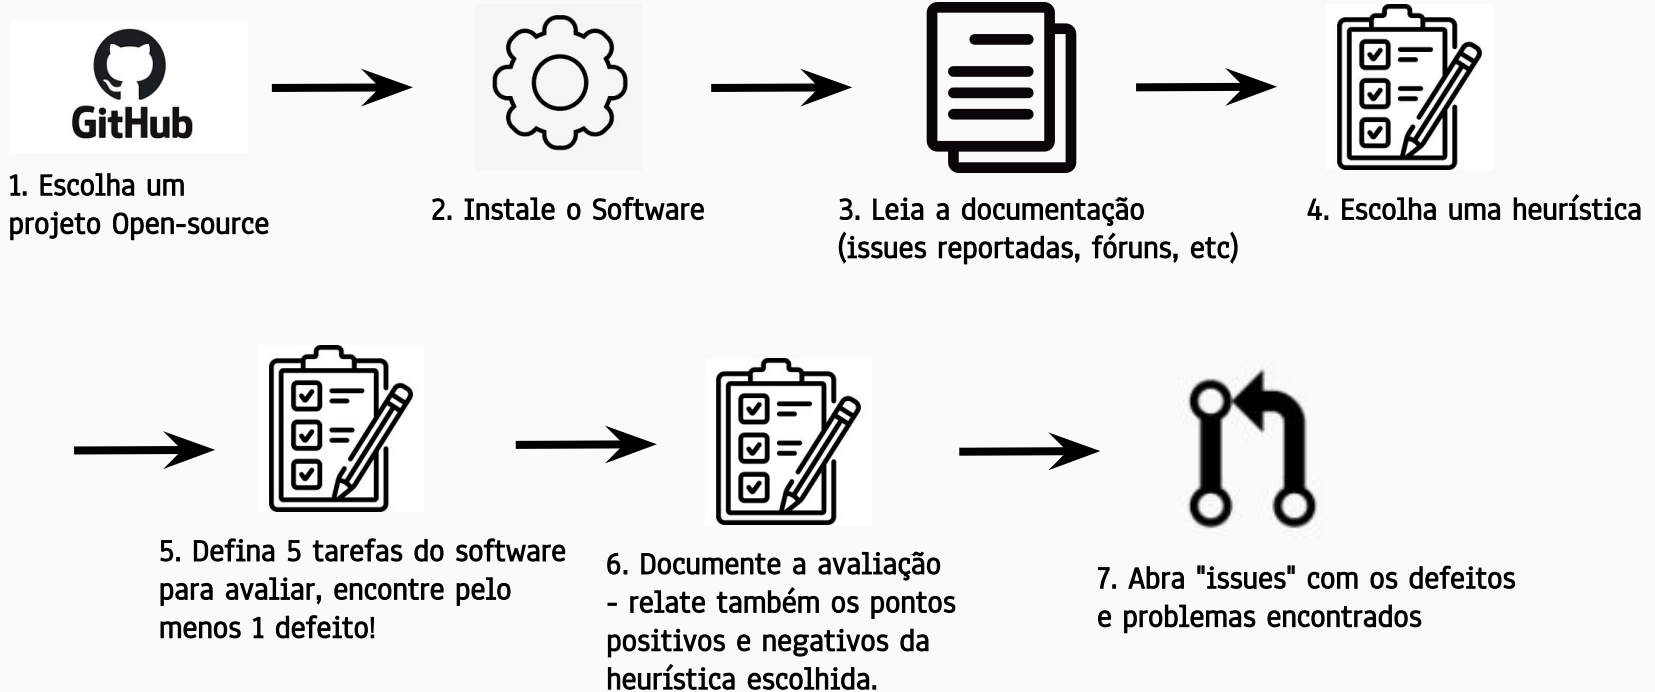 GitHub
1. Escolha um
projeto Open-source
2. Instale o Software
3. Leia a documentação
(issues reportadas, fóruns, etc)
4. Escolha uma heurística
5. Defina 5 tarefas do software
para avaliar, encontre pelo
menos 1 defeito!
6. Documente a avaliação
- relate também os pontos
positivos e negativos da
heurística escolhida.
7. Abra "issues" com os defeitos
e problemas encontrados